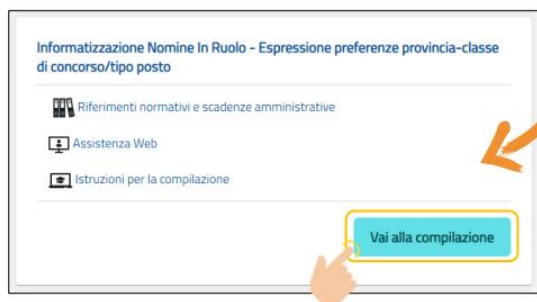 Informatizzazione Nomine In Ruolo - Espressione preferenze provincia-classe
di concorso/tipo posto
Riferimenti normativi e scadenze amministrative
Assistenza Web
Istruzioni per la compilazione
Vai alla compilazione